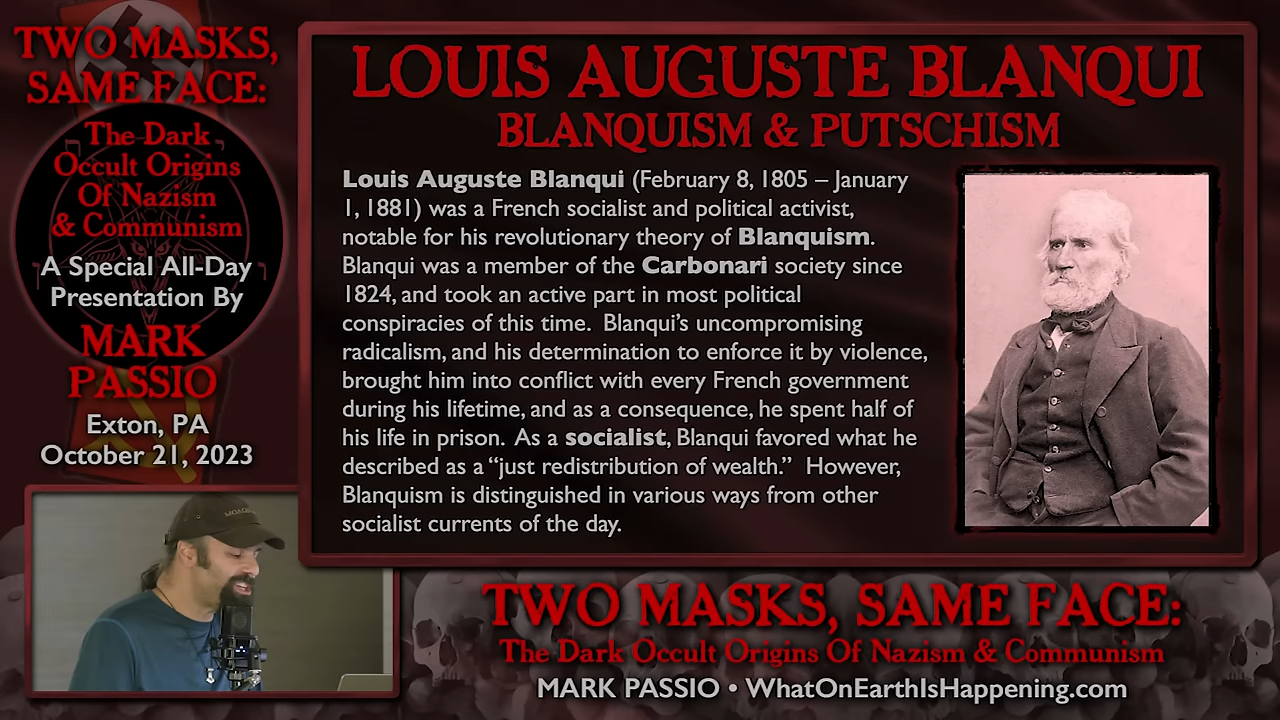 TWO MASKS,
SAME FACE:
The Dark
Occult Origins
Of Nazism
& Communism
A Special All-Day
Presentation By
MARK
PASSIO
Exton, PA
October 21, 2023
LOUIS AUGUSTE BLANQUI
BLANQUISM & PUTSCHISM
Louis Auguste Blanqui (February 8, 1805 – January
1, 1881) was a French socialist and political activist,
notable for his revolutionary theory of Blanquism.
Blanqui was a member of the Carbonari society since
1824, and took an active part in most political
conspiracies of this time.  Blanqui’s uncompromising
radicalism, and his determination to enforce it by violence,
brought him into conflict with every French government
during his lifetime, and as a consequence, he spent half of
his life in prison.  As a socialist, Blanqui favored what he
described as a “just redistribution of wealth.”  However,
Blanquism is distinguished in various ways from other
socialist currents of the day.
TWO MASKS, SAME FACE:
The Dark Occult Origins Of Nazism & Communism
MARK PASSIO • WhatOnEarthIsHappening.com